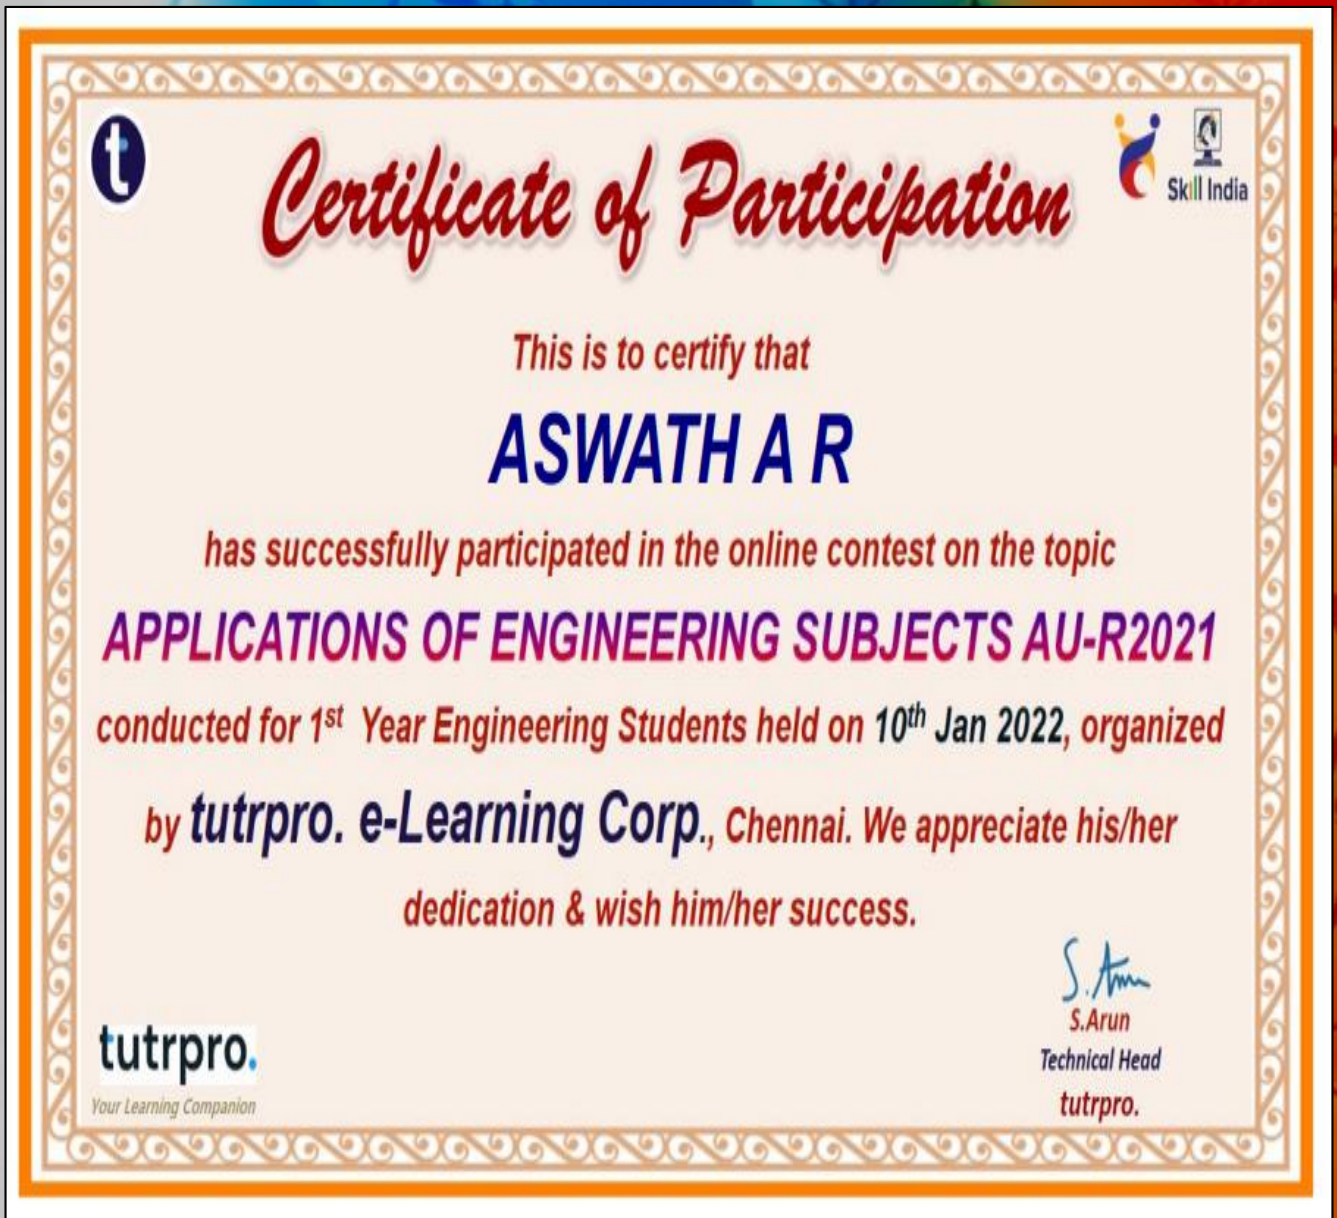 t
Certificate of Participation
Skill India
This is to certify that
ASWATH A R
has successfully participated in the online contest on the topic
APPLICATIONS OF ENGINEERING SUBJECTS AU-R2021
conducted for 1st Year Engineering Students held on 10th Jan 2022, organized
by tutrpro. e-Learning Corp., Chennai. We appreciate his/her
dedication & wish him/her success.
S. Arun
S.Arun
Technical Head
tutrpro.
tutrpro.
Your Learning Companion